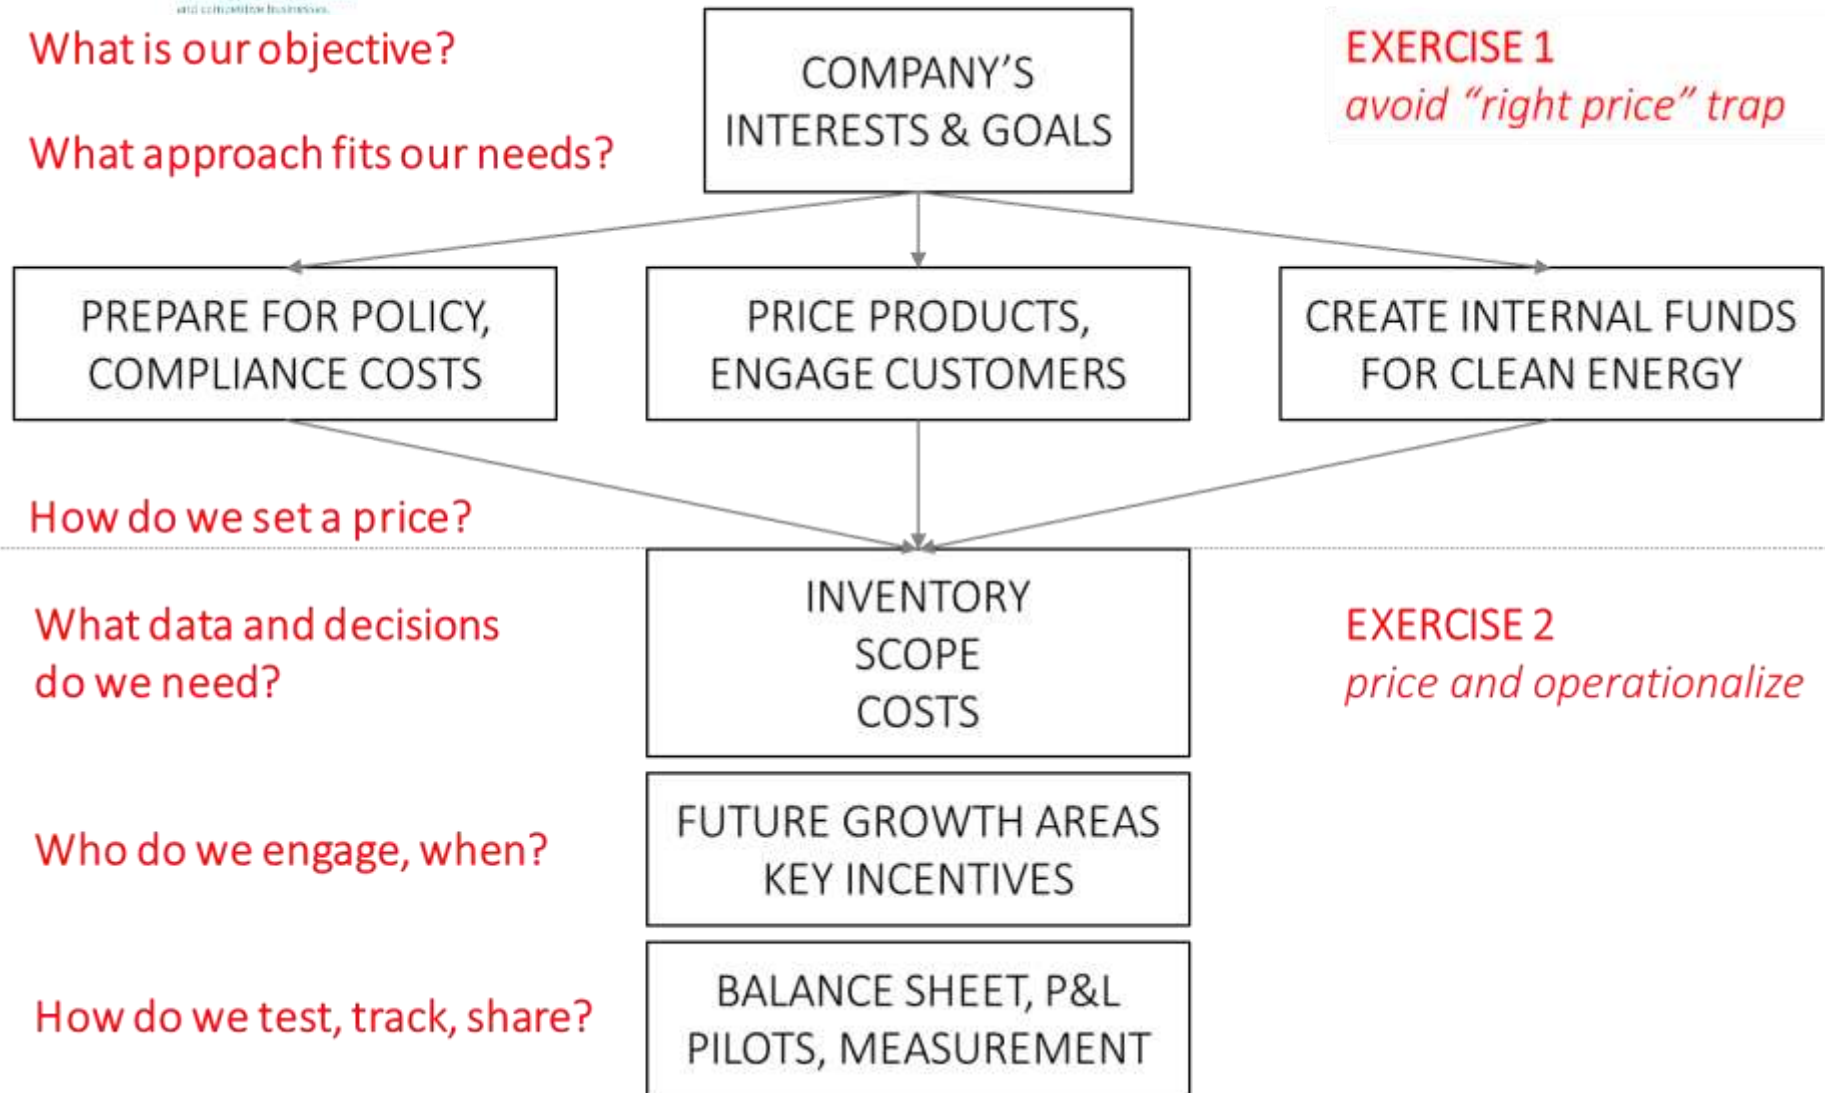 and competitive businesses.
What is our objective?
What approach fits our needs?
COMPANY'S
INTERESTS & GOALS
EXERCISE 1
avoid "right price" trap
PREPARE FOR POLICY,
COMPLIANCE COSTS
PRICE PRODUCTS,
ENGAGE CUSTOMERS
CREATE INTERNAL FUNDS
FOR CLEAN ENERGY
How do we set a price?
What data and decisions
do we need?
INVENTORY
SCOPE
COSTS
EXERCISE 2
price and operationalize
Who do we engage, when?
FUTURE GROWTH AREAS
KEY INCENTIVES
How do we test, track, share?
BALANCE SHEET, P&L
PILOTS, MEASUREMENT